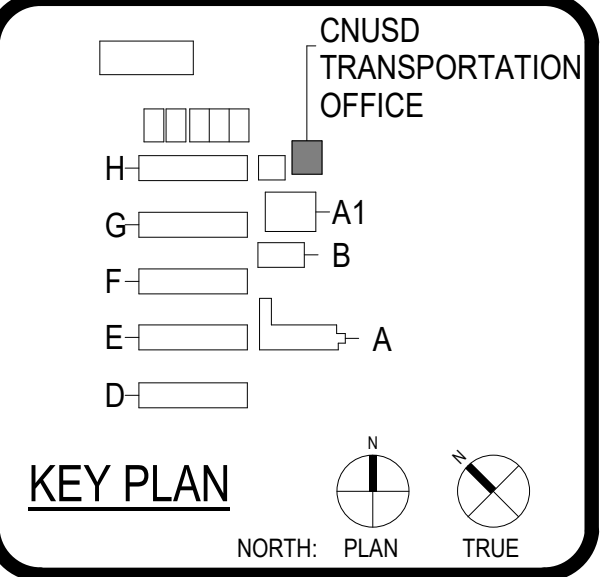 CNUSD
TRANSPORTATION
OFFICE
H
A1
G
B
F
E
A
D
KEY PLAN
N
N
NORTH: PLAN TRUE